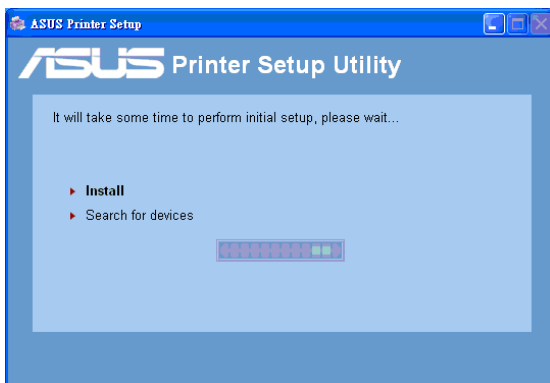 ASUS Printer Setup
ASUS Printer Setup Utility
It will take some time to perform initial setup, please wait...
Install
Search for devices